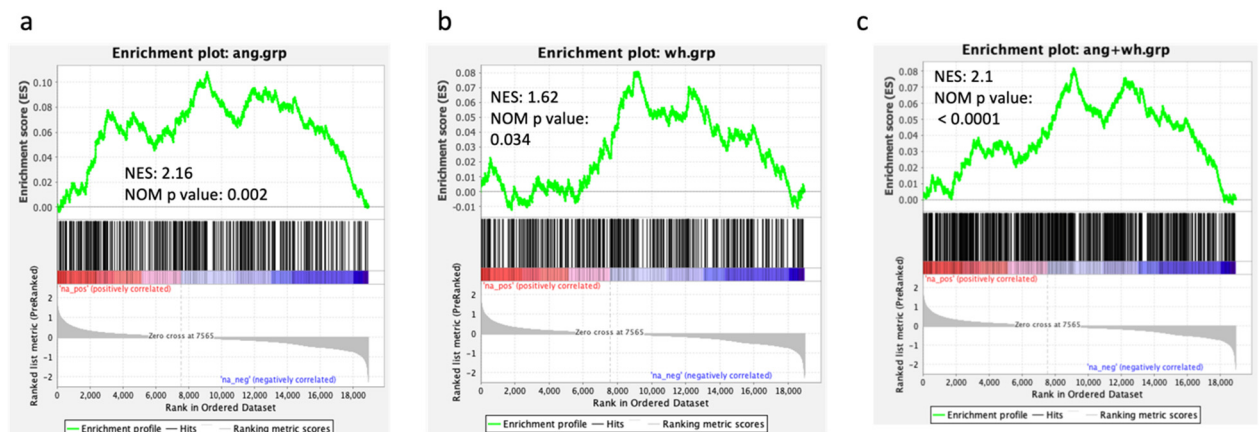 a
Enrichment plot: ang.grp
Enrichment score (ES)
0.10
0.08
0.06
0.04
0.02
0.00
NES: 2.16
NOM p value: 0.002
Ranked list metric (PreRanked)
'na_pos' (positively correlated)
2
1
0
-1
-2
Zero cross at 7565
'na_neg' (negatively correlated)
0 2,000 4,000 6,000 8,000 10,000 12,000 14,000 16,000 18,000
Rank in Ordered Dataset
Enrichment profile Hits Ranking metric scores
b
Enrichment plot: wh.grp
Enrichment score (ES)
0.08
0.07
0.06
0.05
0.04
0.03
0.02
0.01
0.00
-0.01
NES: 1.62
NOM p value:
0.034
Ranked list metric (PreRanked)
'na_pos' (positively correlated)
2
1
0
-1
-2
Zero cross at 7565
'na_neg' (negatively correlated)
0 2,000 4,000 6,000 8,000 10,000 12,000 14,000 16,000 18,000
Rank in Ordered Dataset
Enrichment profile Hits Ranking metric scores
c
Enrichment plot: ang+wh.grp
Enrichment score (ES)
0.08
0.07
0.06
0.05
0.04
0.03
0.02
0.01
0.00
NES: 2.1
NOM p value:
< 0.0001
Ranked list metric (PreRanked)
'na_pos' (positively correlated)
2
1
0
-1
-2
Zero cross at 7565
'na_neg' (negatively correlated)
0 2,000 4,000 6,000 8,000 10,000 12,000 14,000 16,000 18,000
Rank in Ordered Dataset
Enrichment profile Hits Ranking metric scores